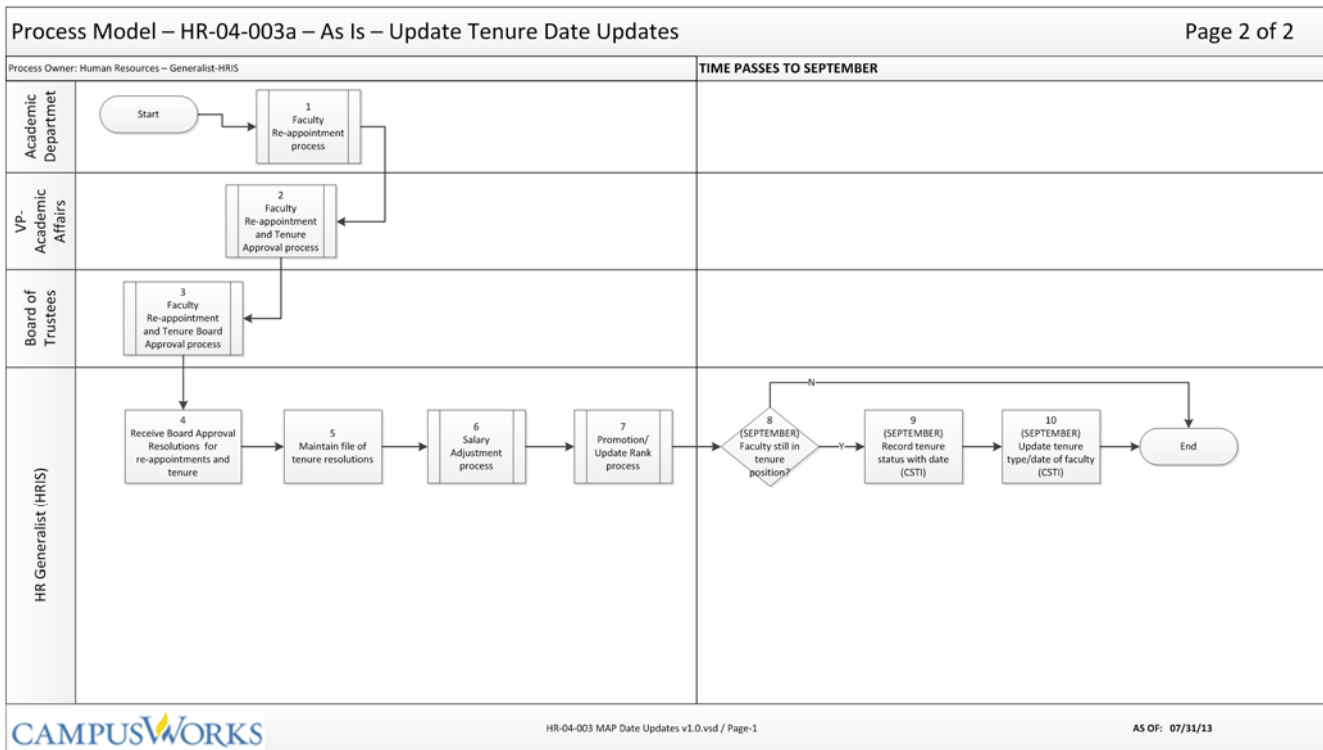 Process Model – HR-04-003a – As Is – Update Tenure Date Updates
Page 2 of 2
Process Owner: Human Resources – Generalist-HRIS
TIME PASSES TO SEPTEMBER
Academic
Departmet
Start
1
Faculty
Re-appointment
process
VP-
Academic
Affairs
2
Faculty
Re-appointment
and Tenure
Approval process
Board of
Trustees
3
Faculty
Re-appointment
and Tenure Board
Approval process
HR Generalist (HRIS)
4
Receive Board Approval
Resolutions for
re-appointments and
tenure
5
Maintain file of
tenure resolutions
6
Salary
Adjustment
process
7
Promotion/
Update Rank
process
8
(SEPTEMBER)
Faculty still in
tenure
position?
N
Y
9
(SEPTEMBER)
Record tenure
status with date
(CSTI)
10
(SEPTEMBER)
Update tenure
type/date of faculty
(CSTI)
End
CAMPUSWORKS
HR-04-003 MAP Date Updates v1.0.vsd / Page-1
AS OF: 07/31/13